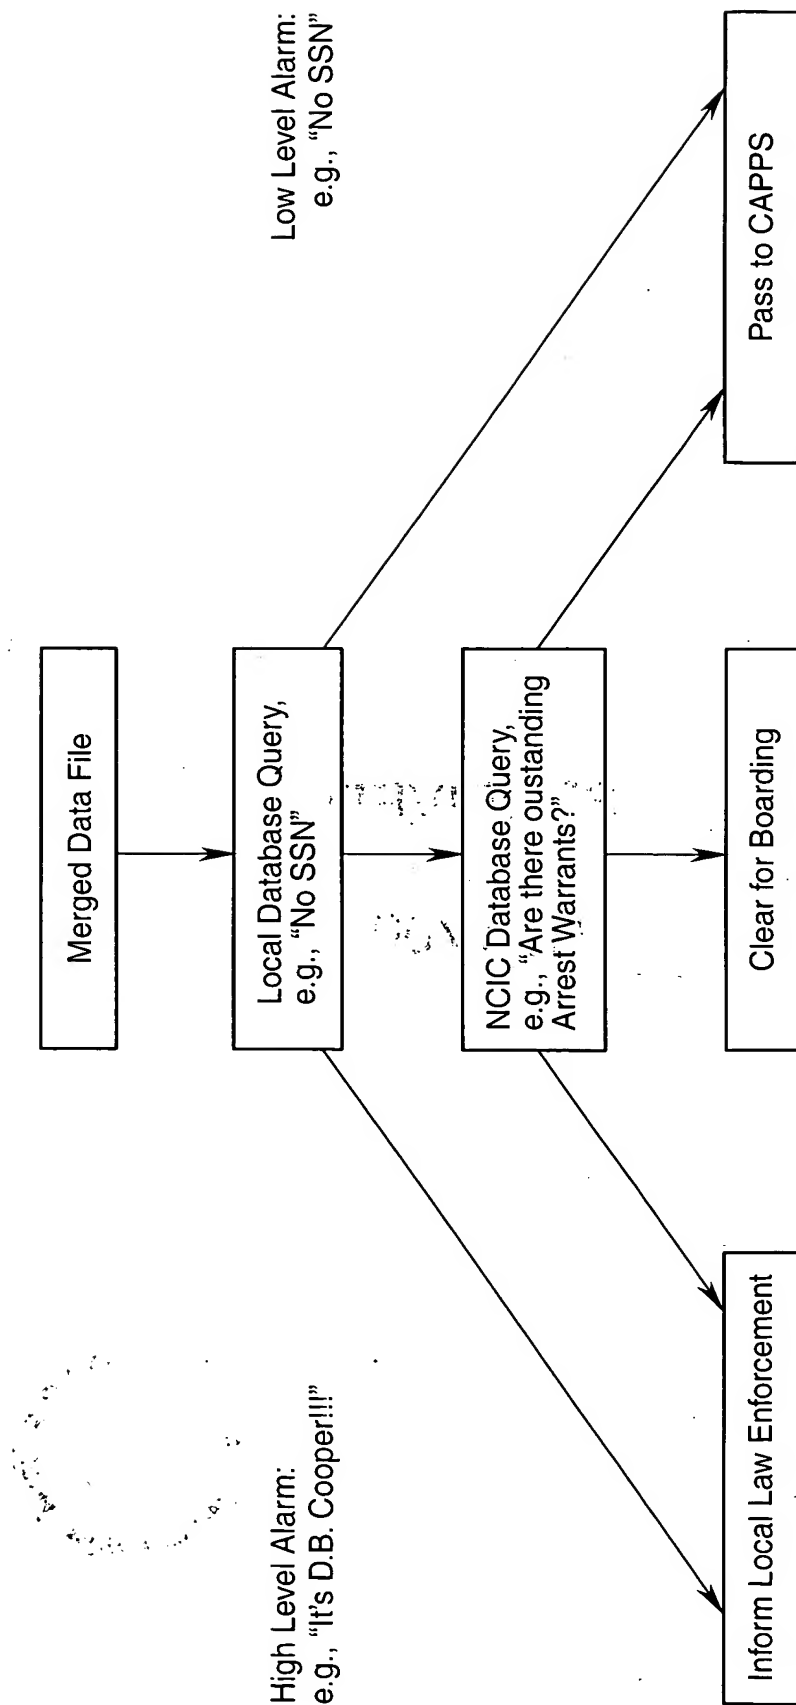 Merged Data File
High Level Alarm:
e.g., “It's D.B. Cooper!!!”
Local Database Query,
e.g., “No SSN”
Low Level Alarm:
e.g., “No SSN”
NCIC Database Query,
e.g., “Are there oustanding
Arrest Warrants?”
Inform Local Law Enforcement
Clear for Boarding
Pass to CAPPS